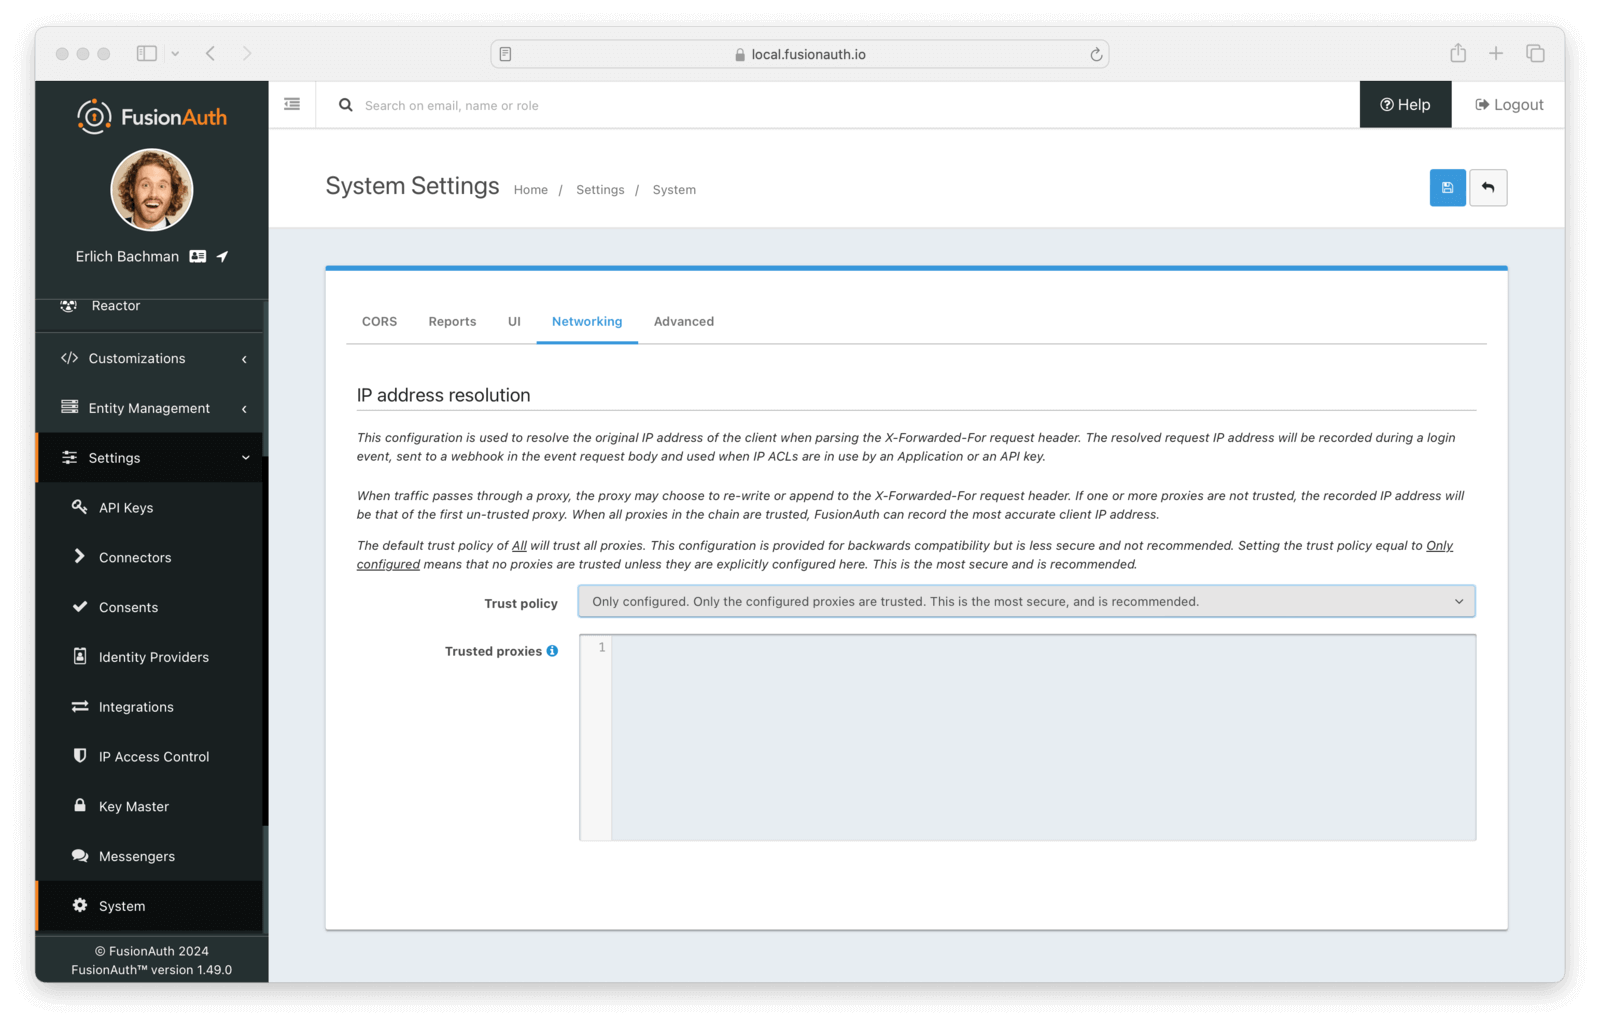 local.fusionauth.io
FusionAuth
Search on email, name or role
Help
Logout
Erlich Bachman
System Settings
Home / Settings / System
Reactor
Customizations
Entity Management
Settings
API Keys
Connectors
Consents
Identity Providers
Integrations
IP Access Control
Key Master
Messengers
System
© FusionAuth 2024
FusionAuth™ version 1.49.0
CORS
Reports
UI
Networking
Advanced
IP address resolution
This configuration is used to resolve the original IP address of the client when parsing the X-Forwarded-For request header. The resolved request IP address will be recorded during a login
event, sent to a webhook in the event request body and used when IP ACLs are in use by an Application or an API key.
When traffic passes through a proxy, the proxy may choose to re-write or append to the X-Forwarded-For request header. If one or more proxies are not trusted, the recorded IP address will
be that of the first un-trusted proxy. When all proxies in the chain are trusted, FusionAuth can record the most accurate client IP address.
The default trust policy of All will trust all proxies. This configuration is provided for backwards compatibility but is less secure and not recommended. Setting the trust policy equal to Only
configured means that no proxies are trusted unless they are explicitly configured here. This is the most secure and is recommended.
Trust policy
Only configured. Only the configured proxies are trusted. This is the most secure, and is recommended.
Trusted proxies
1